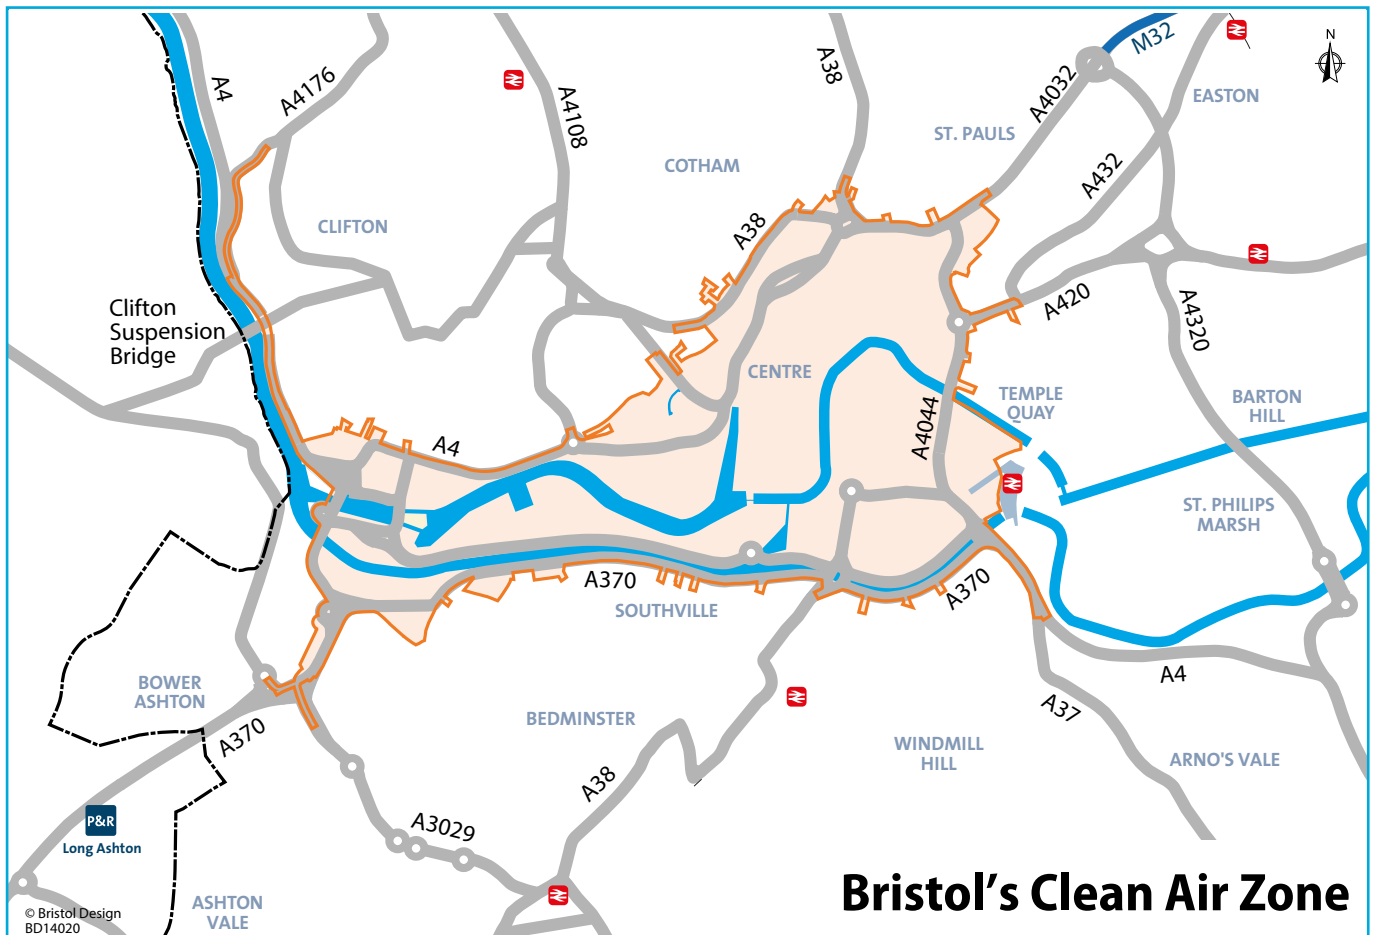 M32
N
A4
A4176
A4108
A38
A4032
EASTON
ST. PAULS
COTHAM
A432
CLIFTON
A38
Clifton
Suspension
Bridge
A420
A4320
CENTRE
TEMPLE
QUAY
BARTON
HILL
A4
A4044
ST. PHILIPS
MARSH
A370
SOUTHVILLE
A370
BOWER
ASHTON
A4
BEDMINSTER
A37
A370
WINDMILL
HILL
ARNO'S VALE
A38
P&R
Long Ashton
A3029
Bristol's Clean Air Zone
ASHTON
VALE
© Bristol Design
BD14020